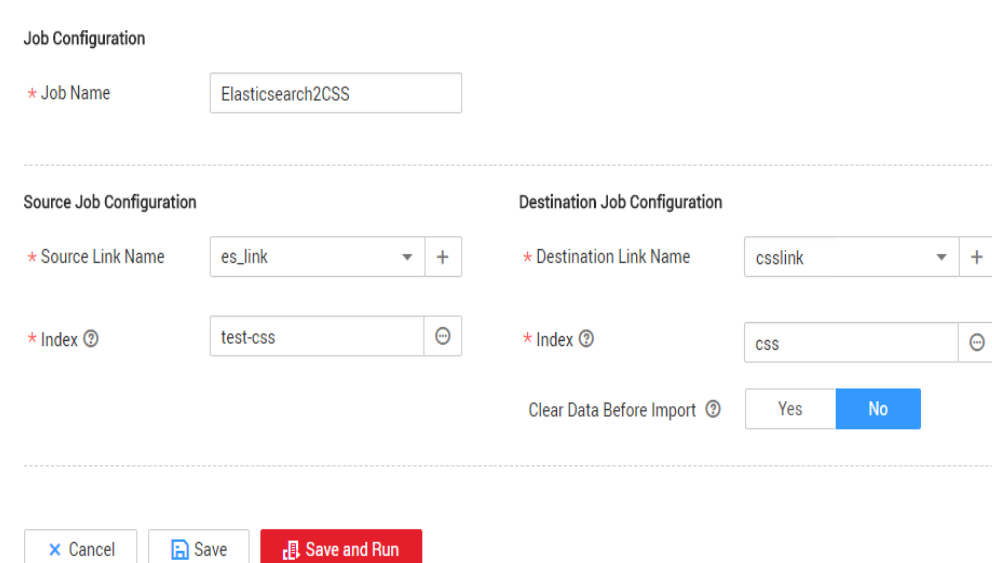 Job Configuration
* Job Name Elasticsearch2CSS
Source Job Configuration
* Source Link Name es_link
* Index test-css
Destination Job Configuration
* Destination Link Name csslink
* Index css
Clear Data Before Import Yes No
Cancel Save Save and Run